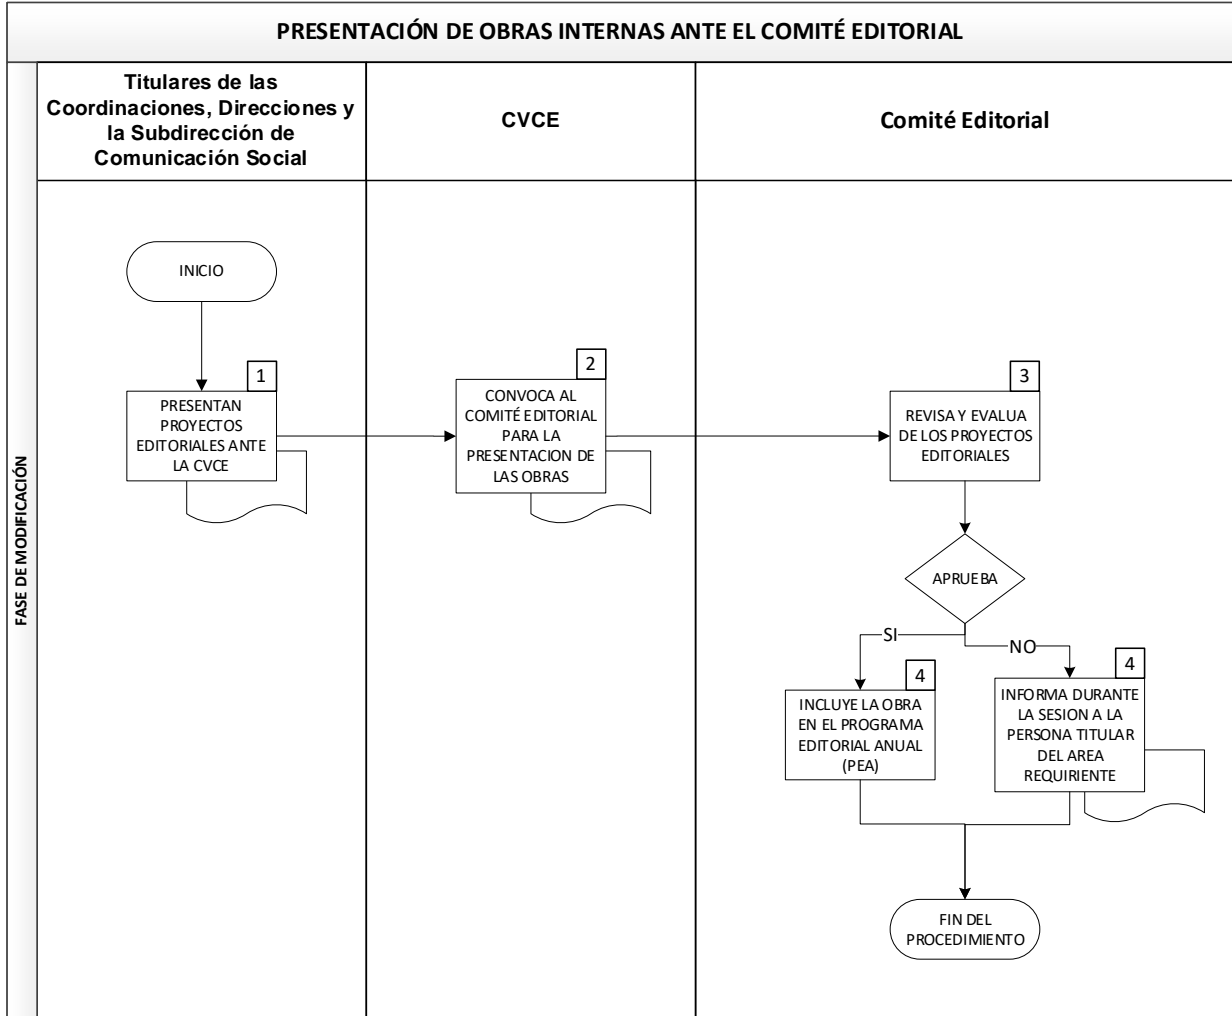 PRESENTACIÓN DE OBRAS INTERNAS ANTE EL COMITÉ EDITORIAL
FASE DE MODIFICACIÓN
Titulares de las
Coordinaciones, Direcciones y
la Subdirección de
Comunicación Social
CVCE
Comité Editorial
INICIO
1
PRESENTAN
PROYECTOS
EDITORIALES ANTE
LA CVCE
2
CONVOCA AL
COMITÉ EDITORIAL
PARA LA
PRESENTACION DE
LAS OBRAS
3
REVISA Y EVALUA
DE LOS PROYECTOS
EDITORIALES
APRUEBA
SI
NO
4
INCLUYE LA OBRA
EN EL PROGRAMA
EDITORIAL ANUAL
(PEA)
4
INFORMA DURANTE
LA SESION A LA
PERSONA TITULAR
DEL AREA
REQUIRIENTE
FIN DEL
PROCEDIMIENTO